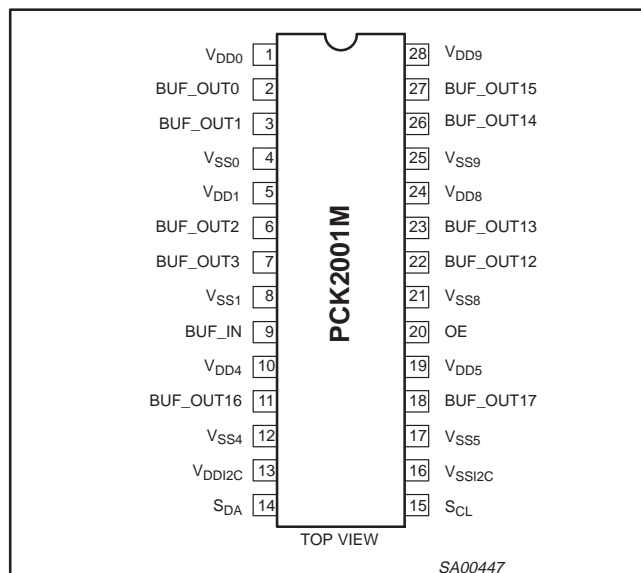 VDD0 1 28 VDD9
BUF_OUT0 2 27 BUF_OUT15
BUF_OUT1 3 26 BUF_OUT14
VSS0 4 25 VSS9
VDD1 5 24 VDD8
BUF_OUT2 6 23 BUF_OUT13
BUF_OUT3 7 22 BUF_OUT12
VSS1 8 21 VSS8
BUF_IN 9 20 OE
VDD4 10 19 VDD5
BUF_OUT16 11 18 BUF_OUT17
VSS4 12 17 VSS5
VDDI2C 13 16 VSSI2C
SDA 14 15 SCL
PCK2001M
TOP VIEW
SA00447